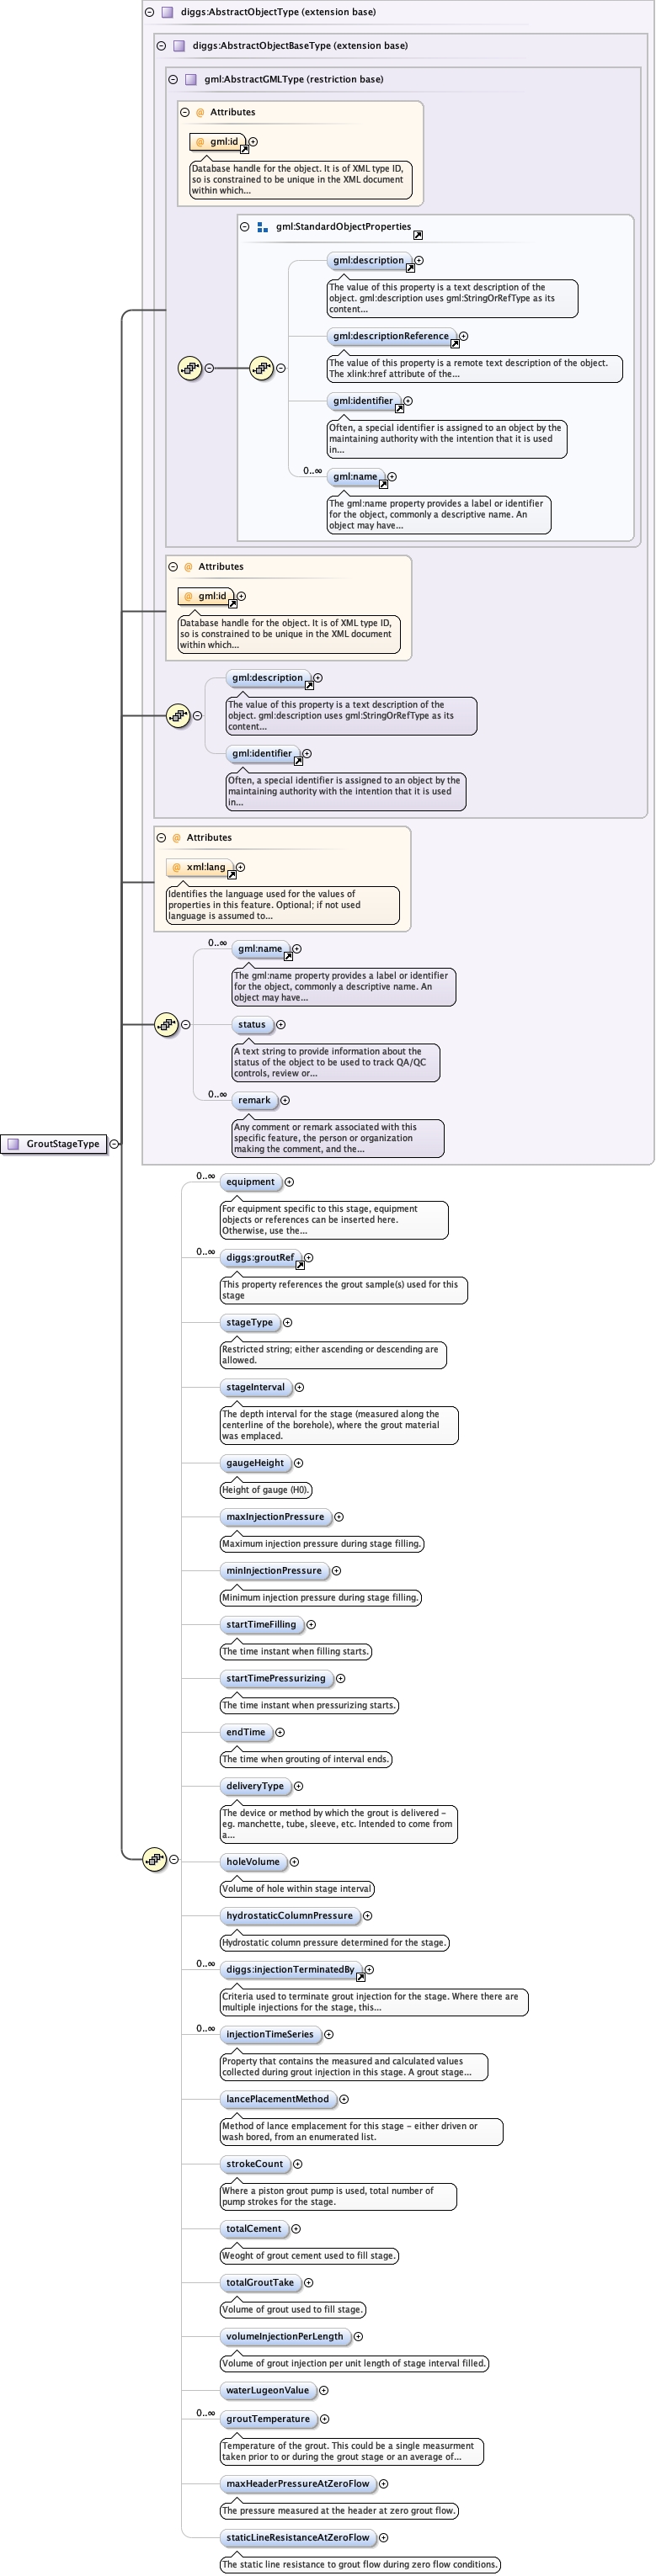 diggs:AbstractObjectType (extension base)
diggs:AbstractObjectBaseType (extension base)
gml:AbstractGMLType (restriction base)
@ Attributes
@ gml:id
Database handle for the object. It is of XML type ID,
so is constrained to be unique in the XML document
within which...
gml:StandardObjectProperties
gml:description
The value of this property is a text description of the
object. gml:description uses gml:StringOrRefType as its
content...
gml:descriptionReference
The value of this property is a remote text description of the object.
The xlink:href attribute of the...
gml:identifier
Often, a special identifier is assigned to an object by the
maintaining authority with the intention that it is used
in...
0..∞
gml:name
The gml:name property provides a label or identifier
for the object, commonly a descriptive name. An
object may have...
@ Attributes
@ gml:id
Database handle for the object. It is of XML type ID,
so is constrained to be unique in the XML document
within which...
gml:description
The value of this property is a text description of the
object. gml:description uses gml:StringOrRefType as its
content...
gml:identifier
Often, a special identifier is assigned to an object by the
maintaining authority with the intention that it is used
in...
@ Attributes
@ xml:lang
Identifies the language used for the values of
properties in this feature. Optional; if not used
language is assumed to...
0..∞
gml:name
The gml:name property provides a label or identifier
for the object, commonly a descriptive name. An
object may have...
status
A text string to provide information about the
status of the object to be used to track QA/QC
controls, review or...
0..∞
remark
Any comment or remark associated with this
specific feature, the person or organization
making the comment, and the...
GroutStageType
0..∞
equipment
For equipment specific to this stage, equipment
objects or references can be inserted here.
Otherwise, use the...
0..∞
diggs:groutRef
This property references the grout sample(s) used for this
stage
stageType
Restricted string; either ascending or descending are
allowed.
stageInterval
The depth interval for the stage (measured along the
centerline of the borehole), where the grout material
was emplaced.
gaugeHeight
Height of gauge (H0).
maxInjectionPressure
Maximum injection pressure during stage filling.
minInjectionPressure
Minimum injection pressure during stage filling.
startTimeFilling
The time instant when filling starts.
startTimePressurizing
The time instant when pressurizing starts.
endTime
The time when grouting of interval ends.
deliveryType
The device or method by which the grout is delivered –
eg. manchette, tube, sleeve, etc. Intended to come from
a...
holeVolume
Volume of hole within stage interval
hydrostaticColumnPressure
Hydrostatic column pressure determined for the stage.
0..∞
diggs:injectionTerminatedBy
Criteria used to terminate grout injection for the stage. Where there are
multiple injections for the stage, this...
0..∞
injectionTimeSeries
Property that contains the measured and calculated values
collected during grout injection in this stage. A grout stage...
lancePlacementMethod
Method of lance emplacement for this stage – either driven or
wash bored, from an enumerated list.
strokeCount
Where a piston grout pump is used, total number of
pump strokes for the stage.
totalCement
Weoght of grout cement used to fill stage.
totalGroutTake
Volume of grout used to fill stage.
volumeInjectionPerLength
Volume of grout injection per unit length of stage interval filled.
waterLugeonValue
0..∞
groutTemperature
Temperature of the grout. This could be a single measurment
taken prior to or during the grout stage or an average of...
maxHeaderPressureAtZeroFlow
The pressure measured at the header at zero grout flow.
staticLineResistanceAtZeroFlow
The static line resistance to grout flow during zero flow conditions.